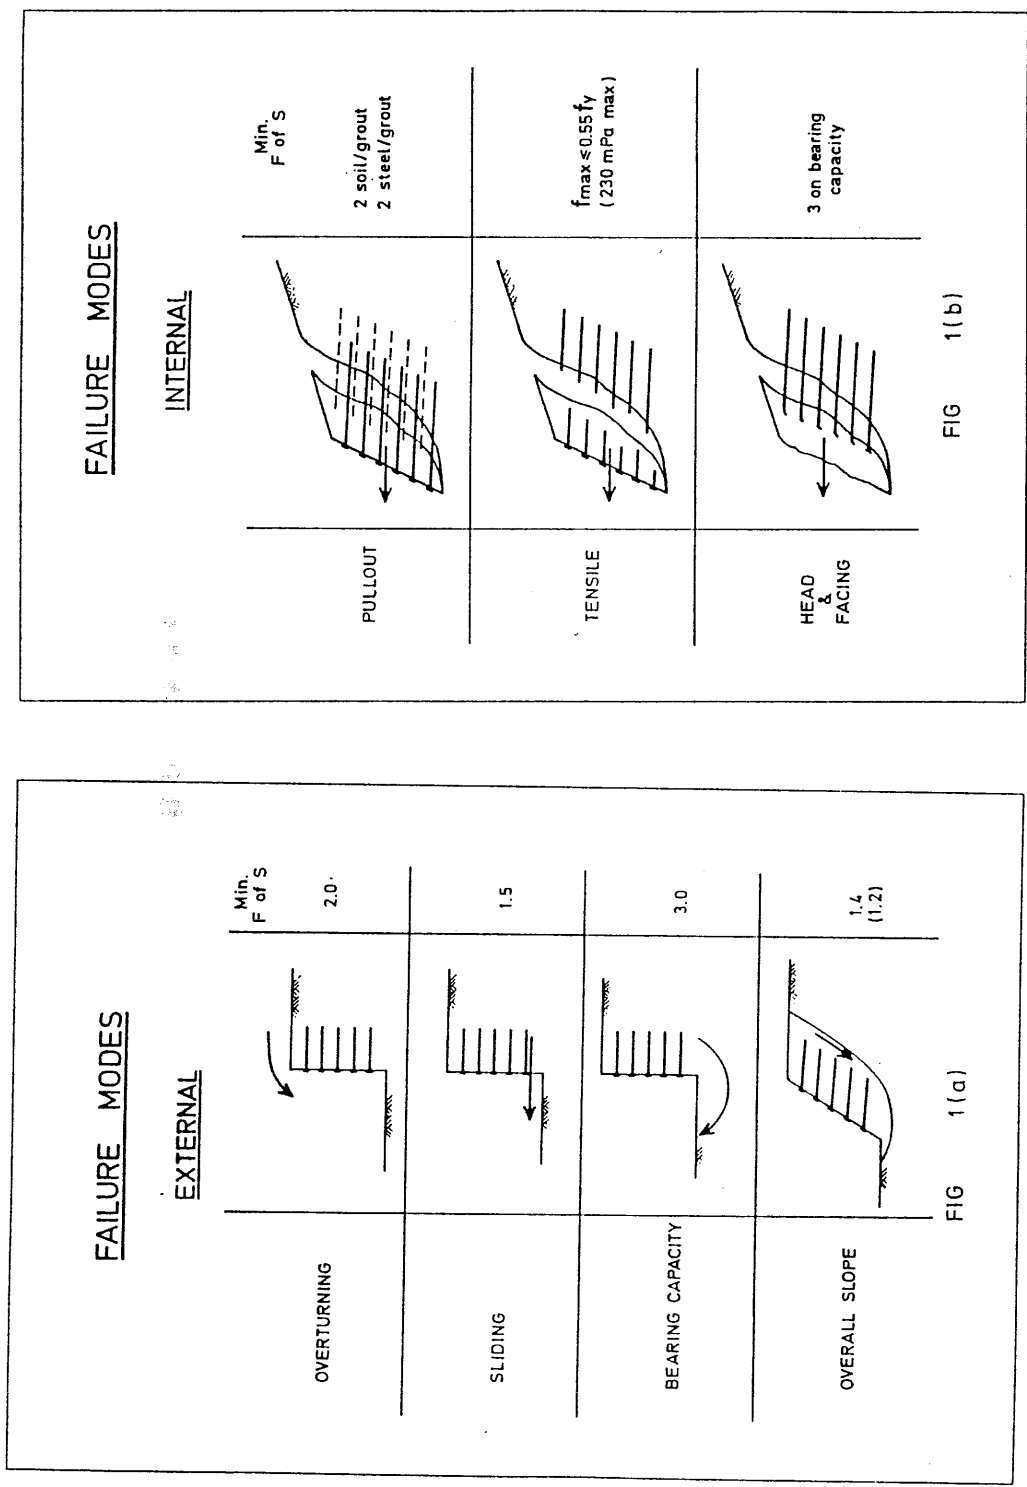 FAILURE MODES
EXTERNAL
Min.
F of S
OVERTURNING
2.0
SLIDING
1.5
BEARING CAPACITY
3.0
OVERALL SLOPE
1.4
(1.2)
FIG 1(a)
FAILURE MODES
INTERNAL
Min.
F of S
PULLOUT
2 soil/grout
2 steel/grout
TENSILE
fmax ≤ 0.55 fy
(230 mPa max)
HEAD
&
FACING
3 on bearing
capacity
FIG 1(b)